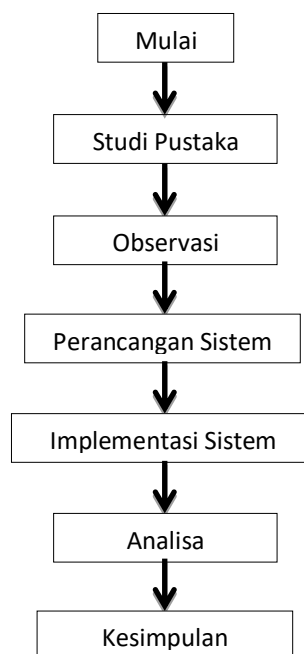 Mulai
Studi Pustaka
Observasi
Perancangan Sistem
Implementasi Sistem
Analisa
Kesimpulan